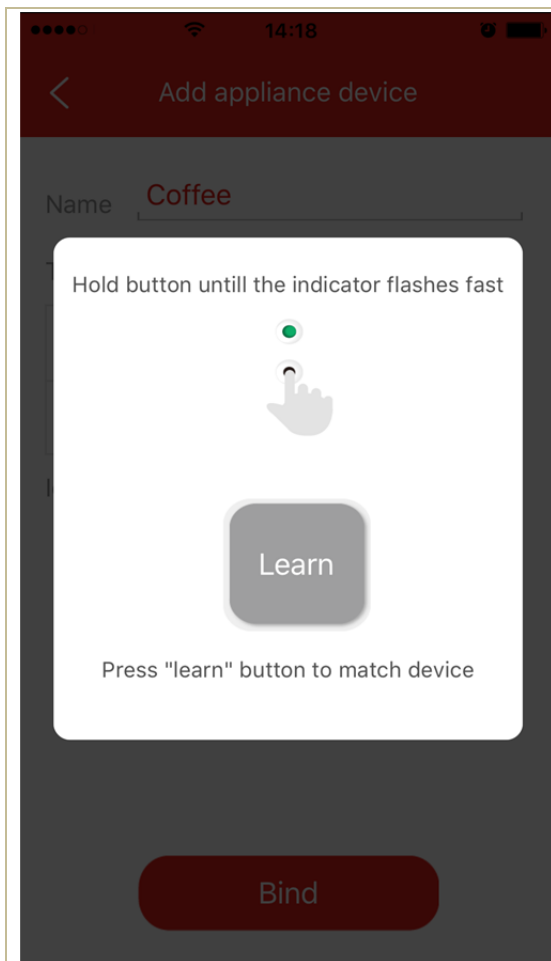 14:18
Add appliance device
Name Coffee
T
Hold button untill the indicator flashes fast
Learn
Press "learn" button to match device
Bind